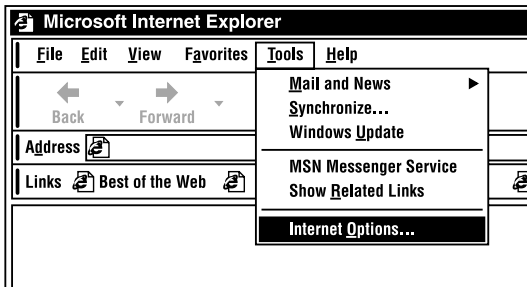 Microsoft Internet Explorer
File Edit View Favorites Tools Help
Back Forward
Mail and News
Synchronize...
Windows Update
MSN Messenger Service
Show Related Links
Internet Options...
Address
Links Best of the Web